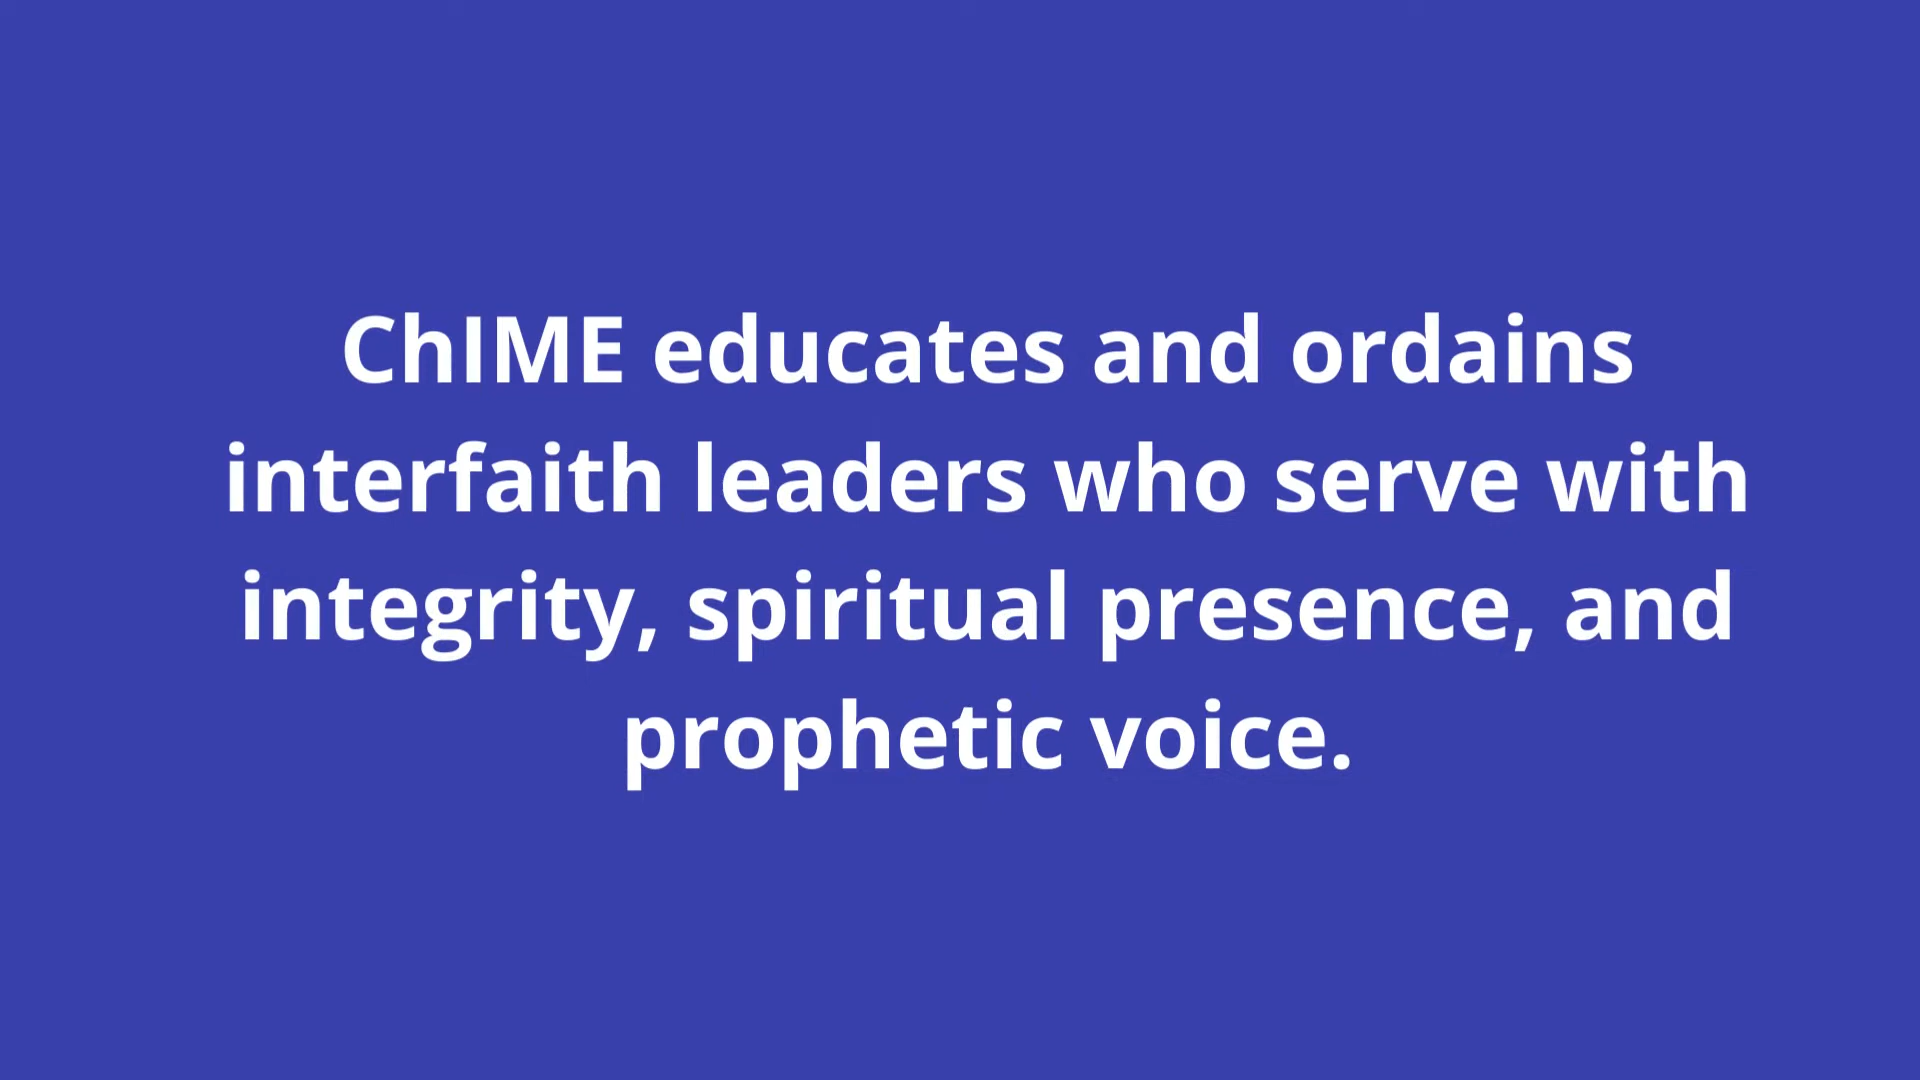 ChIME educates and ordains
interfaith leaders who serve with
integrity, spiritual presence, and
prophetic voice.